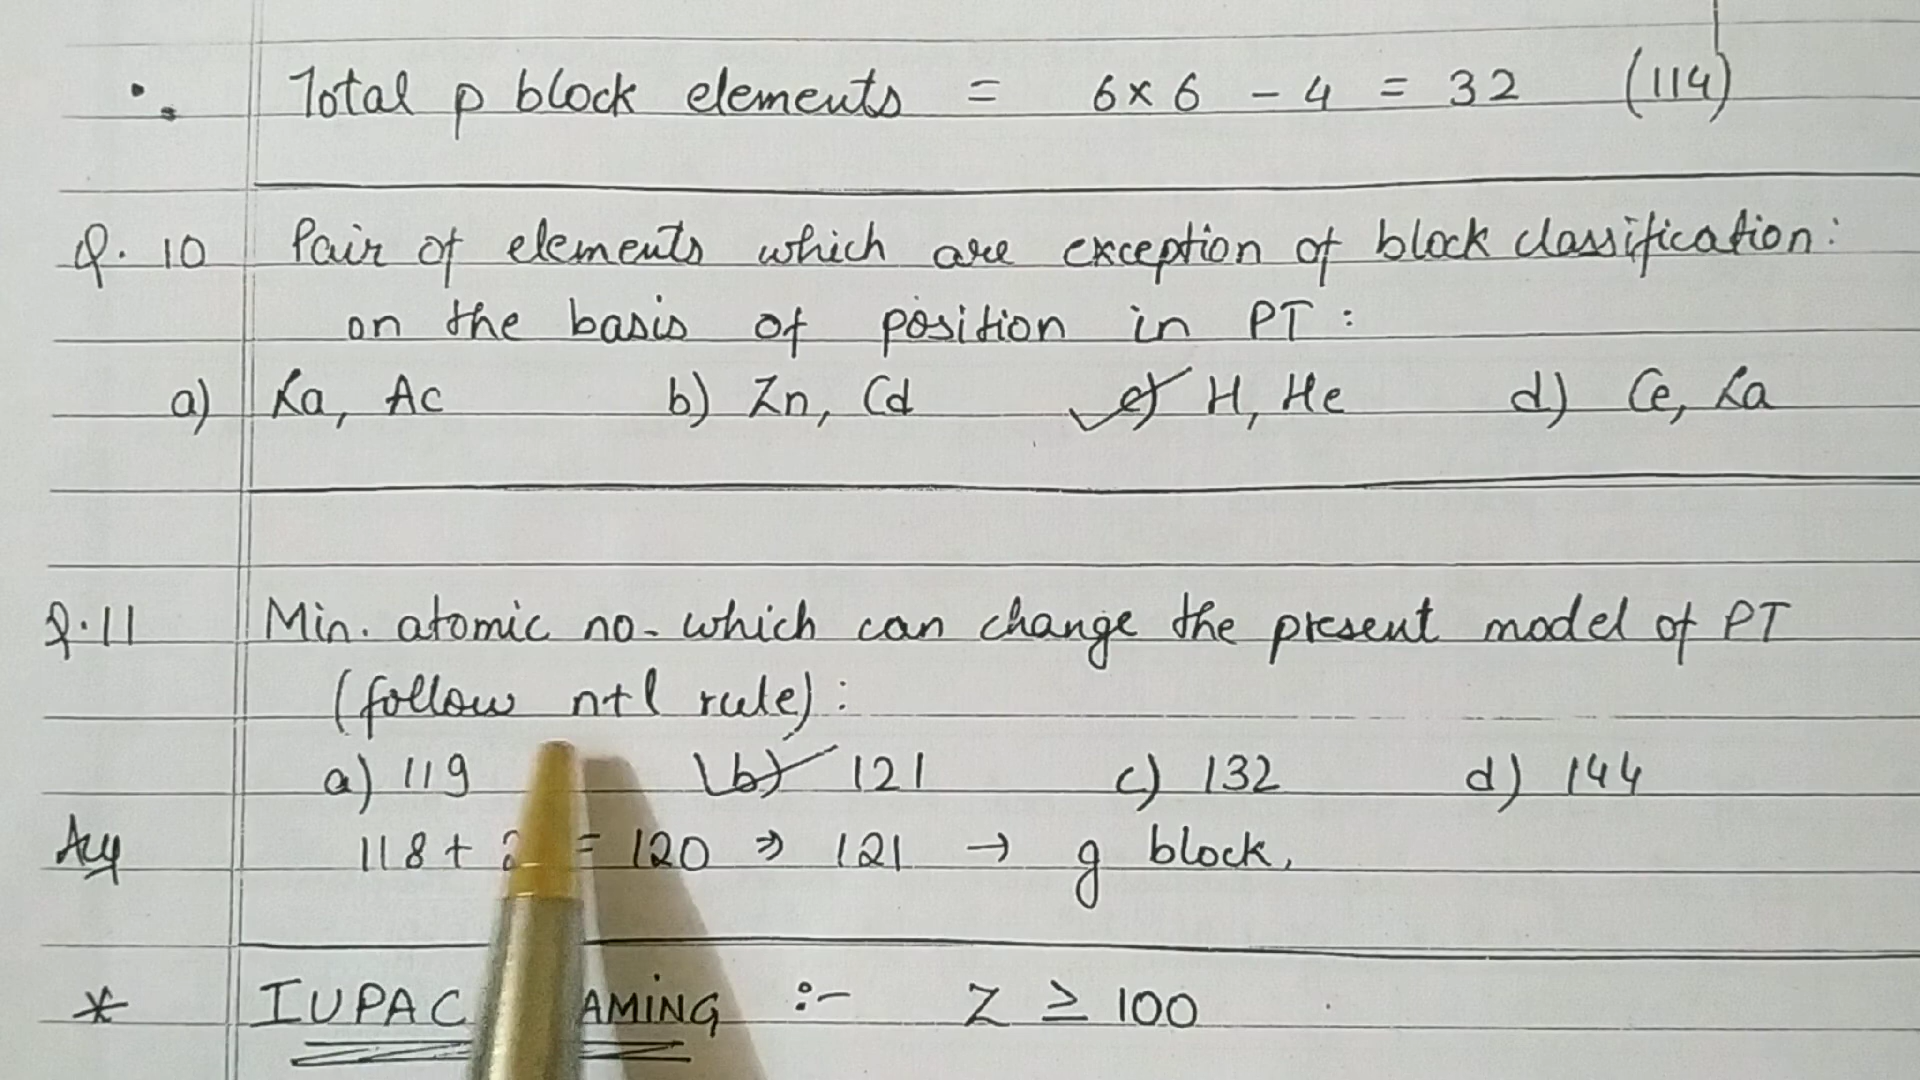 ∴ Total p block elements = 6×6 - 4 = 32 (114)
Q. 10 Pair of elements which are exception of block classification:
on the basis of position in PT :
a) La, Ac b) Zn, Cd c) H, He d) Ce, La
Q. 11 Min. atomic no. which can change the present model of PT
(follow n+l rule) :
a) 119 b) 121 c) 132 d) 144
118 + = 120 ⇒ 121 → g block.
* IUPAC AMING :- Z ≥ 100